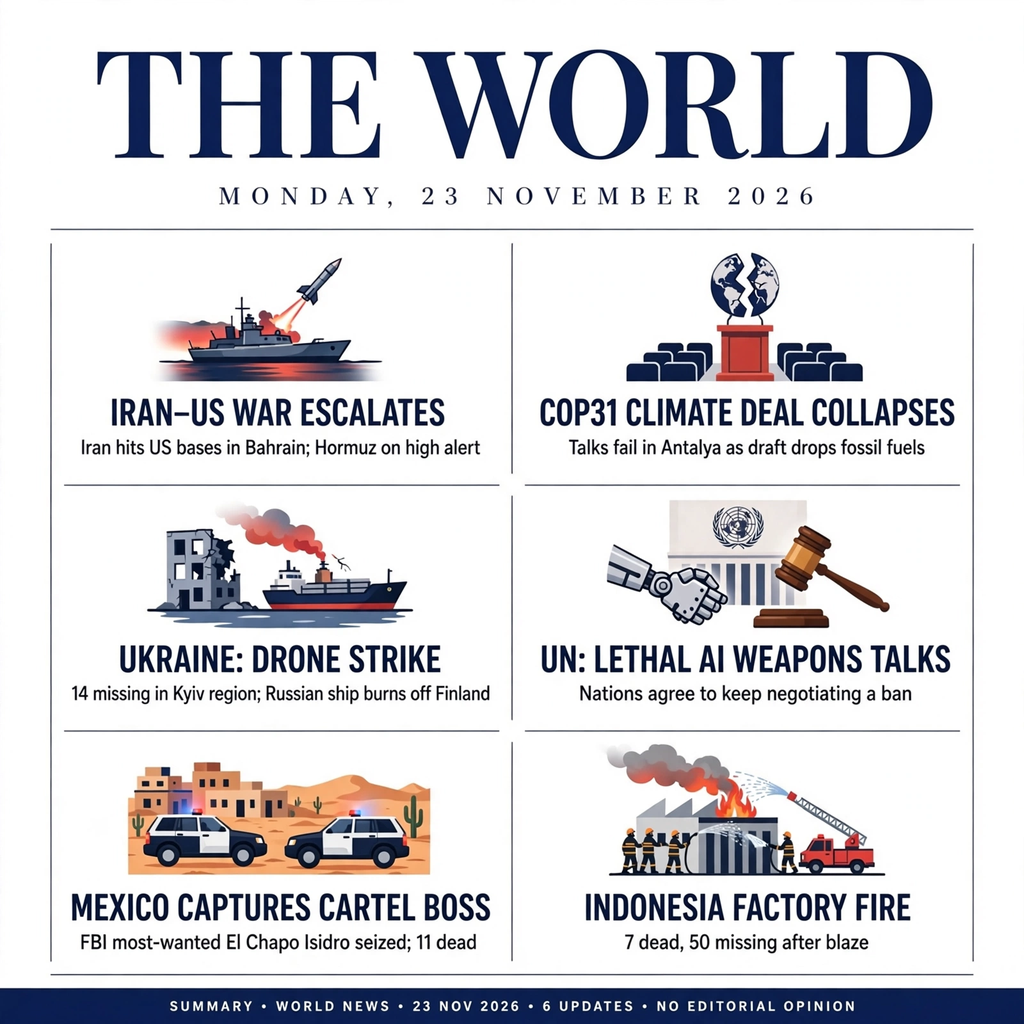 THE WORLD
MONDAY, 23 NOVEMBER 2026
IRAN–US WAR ESCALATES
Iran hits US bases in Bahrain; Hormuz on high alert
COP31 CLIMATE DEAL COLLAPSES
Talks fail in Antalya as draft drops fossil fuels
UKRAINE: DRONE STRIKE
14 missing in Kyiv region; Russian ship burns off Finland
UN: LETHAL AI WEAPONS TALKS
Nations agree to keep negotiating a ban
MEXICO CAPTURES CARTEL BOSS
FBI most-wanted El Chapo Isidro seized; 11 dead
INDONESIA FACTORY FIRE
7 dead, 50 missing after blaze
SUMMARY • WORLD NEWS • 23 NOV 2026 • 6 UPDATES • NO EDITORIAL OPINION